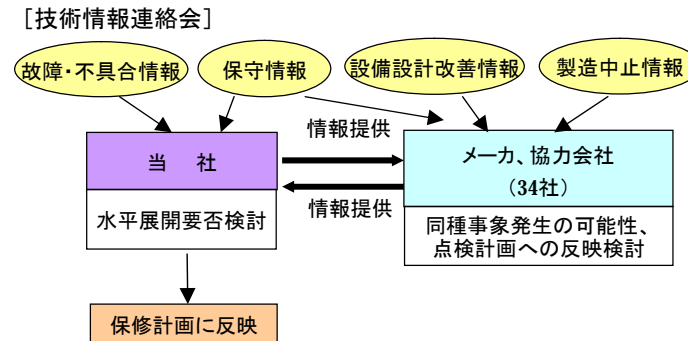 ［技術情報連絡会］
故障・不具合情報
保守情報
設備設計改善情報
製造中止情報
情報提供
当　社
メーカ、協力会社
（34社）
情報提供
水平展開要否検討
同種事象発生の可能性、
点検計画への反映検討
保修計画に反映